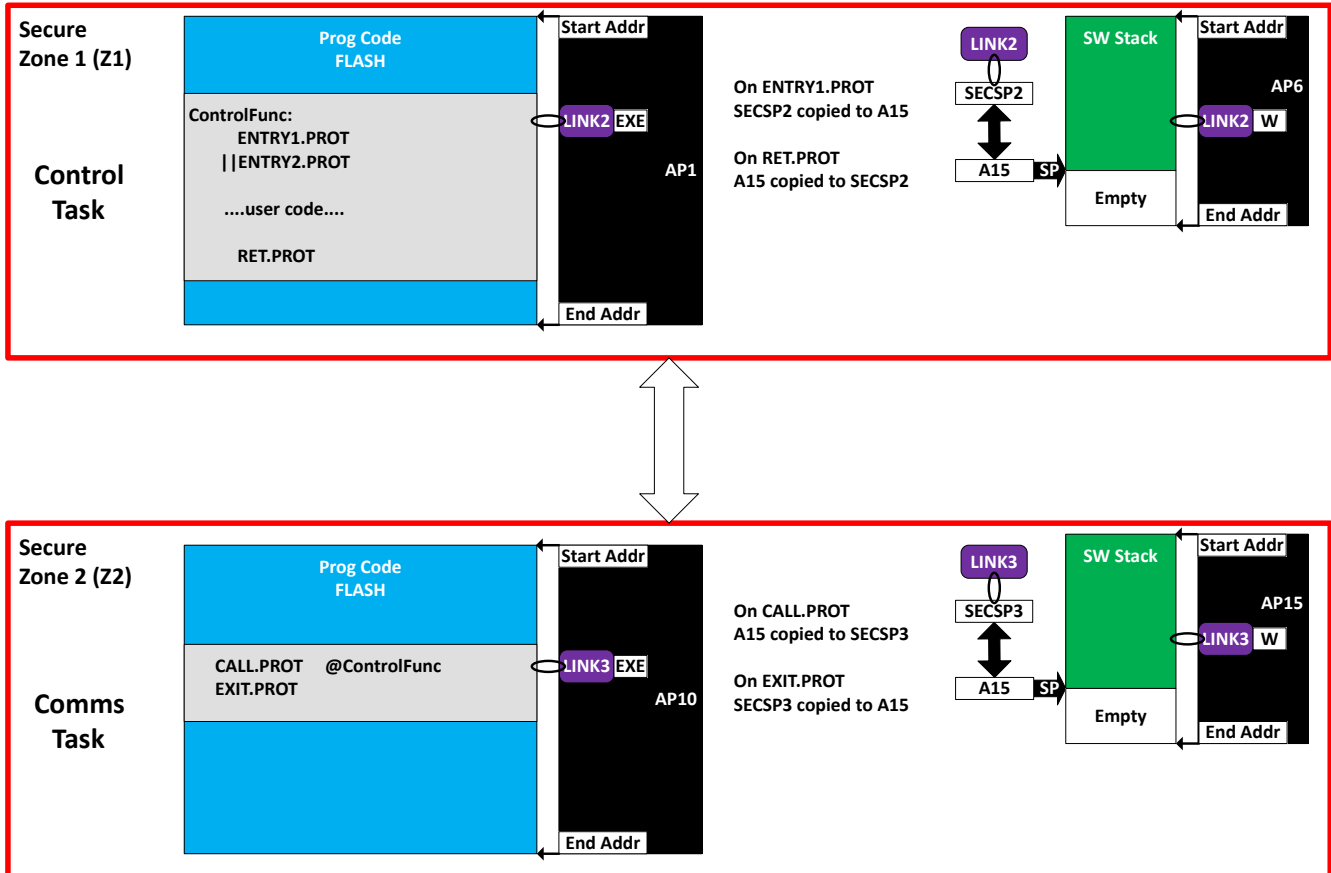 Secure
Zone 1 (Z1)
Control
Task
Prog Code
FLASH
ControlFunc:
ENTRY1.PROT
||ENTRY2.PROT
....user code....
RET.PROT
Start Addr
LINK2 EXE
AP1
End Addr
On ENTRY1.PROT
SECSP2 copied to A15
On RET.PROT
A15 copied to SECSP2
LINK2
SECSP2
A15 SP
SW Stack
Empty
Start Addr
AP6
LINK2 W
End Addr
Secure
Zone 2 (Z2)
Comms
Task
Prog Code
FLASH
CALL.PROT @ControlFunc
EXIT.PROT
Start Addr
LINK3 EXE
AP10
End Addr
On CALL.PROT
A15 copied to SECSP3
On EXIT.PROT
SECSP3 copied to A15
LINK3
SECSP3
A15 SP
SW Stack
Empty
Start Addr
AP15
LINK3 W
End Addr